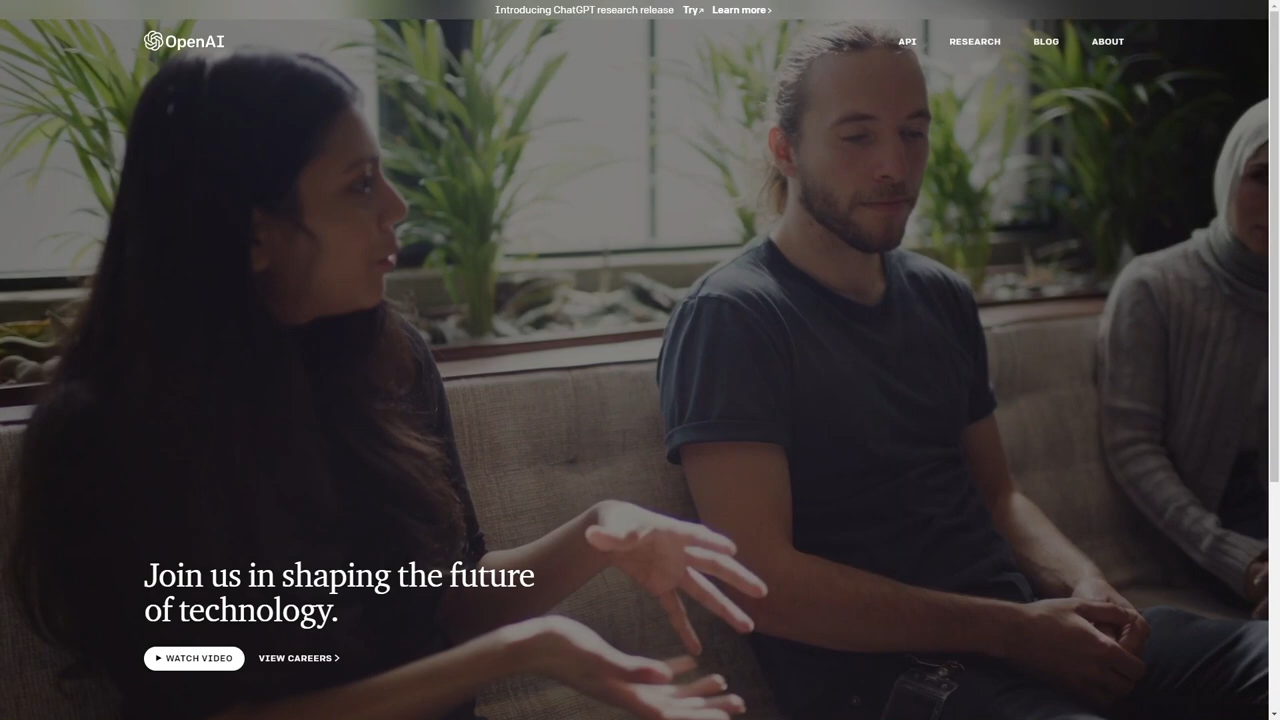 Introducing ChatGPT research release Try↗ Learn more ›
OpenAI API RESEARCH BLOG ABOUT
Join us in shaping the future
of technology.
▶ WATCH VIDEO VIEW CAREERS >